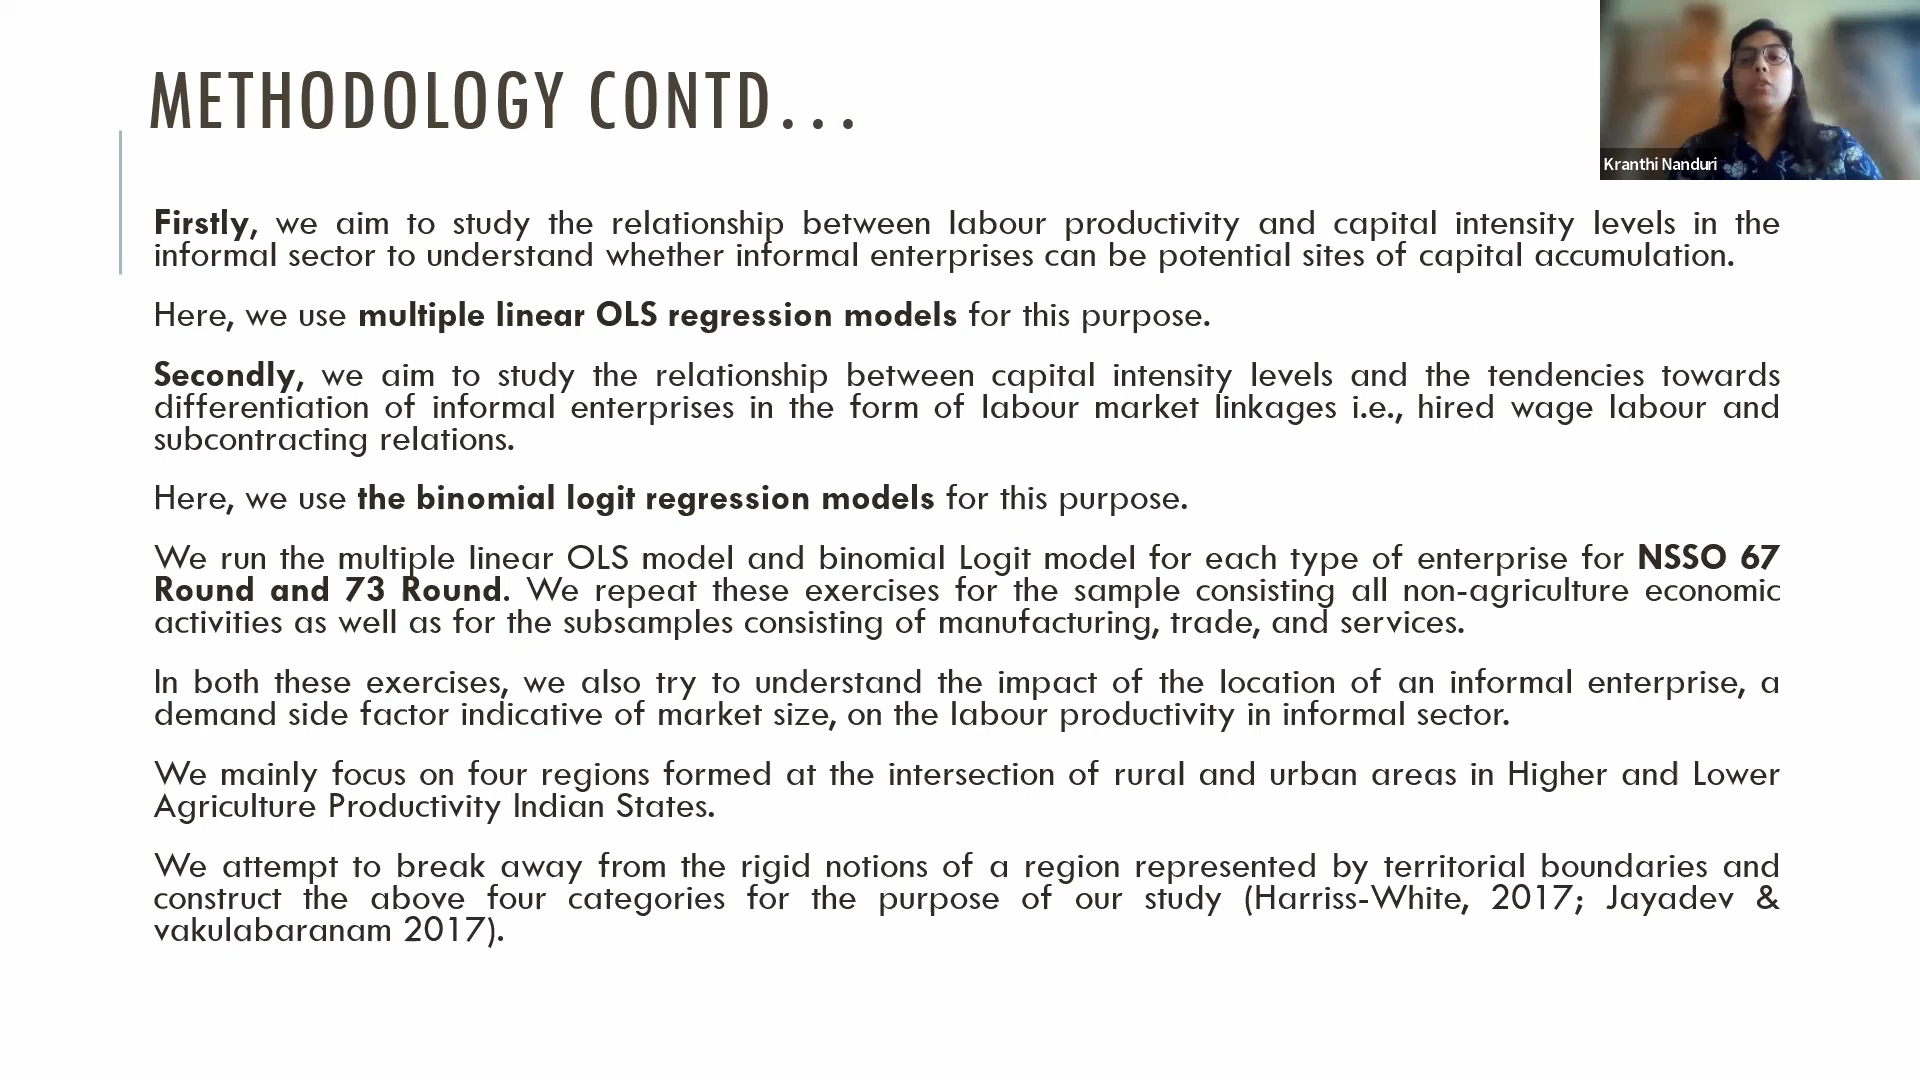 METHODOLOGY CONTD...
Kranthi Nanduri
Firstly, we aim to study the relationship between labour productivity and capital intensity levels in the
informal sector to understand whether informal enterprises can be potential sites of capital accumulation.
Here, we use multiple linear OLS regression models for this purpose.
Secondly, we aim to study the relationship between capital intensity levels and the tendencies towards
differentiation of informal enterprises in the form of labour market linkages i.e., hired wage labour and
subcontracting relations.
Here, we use the binomial logit regression models for this purpose.
We run the multiple linear OLS model and binomial Logit model for each type of enterprise for NSSO 67
Round and 73 Round. We repeat these exercises for the sample consisting all non-agriculture economic
activities as well as for the subsamples consisting of manufacturing, trade, and services.
In both these exercises, we also try to understand the impact of the location of an informal enterprise, a
demand side factor indicative of market size, on the labour productivity in informal sector.
We mainly focus on four regions formed at the intersection of rural and urban areas in Higher and Lower
Agriculture Productivity Indian States.
We attempt to break away from the rigid notions of a region represented by territorial boundaries and
construct the above four categories for the purpose of our study (Harriss-White, 2017; Jayadev &
vakulabaranam 2017).